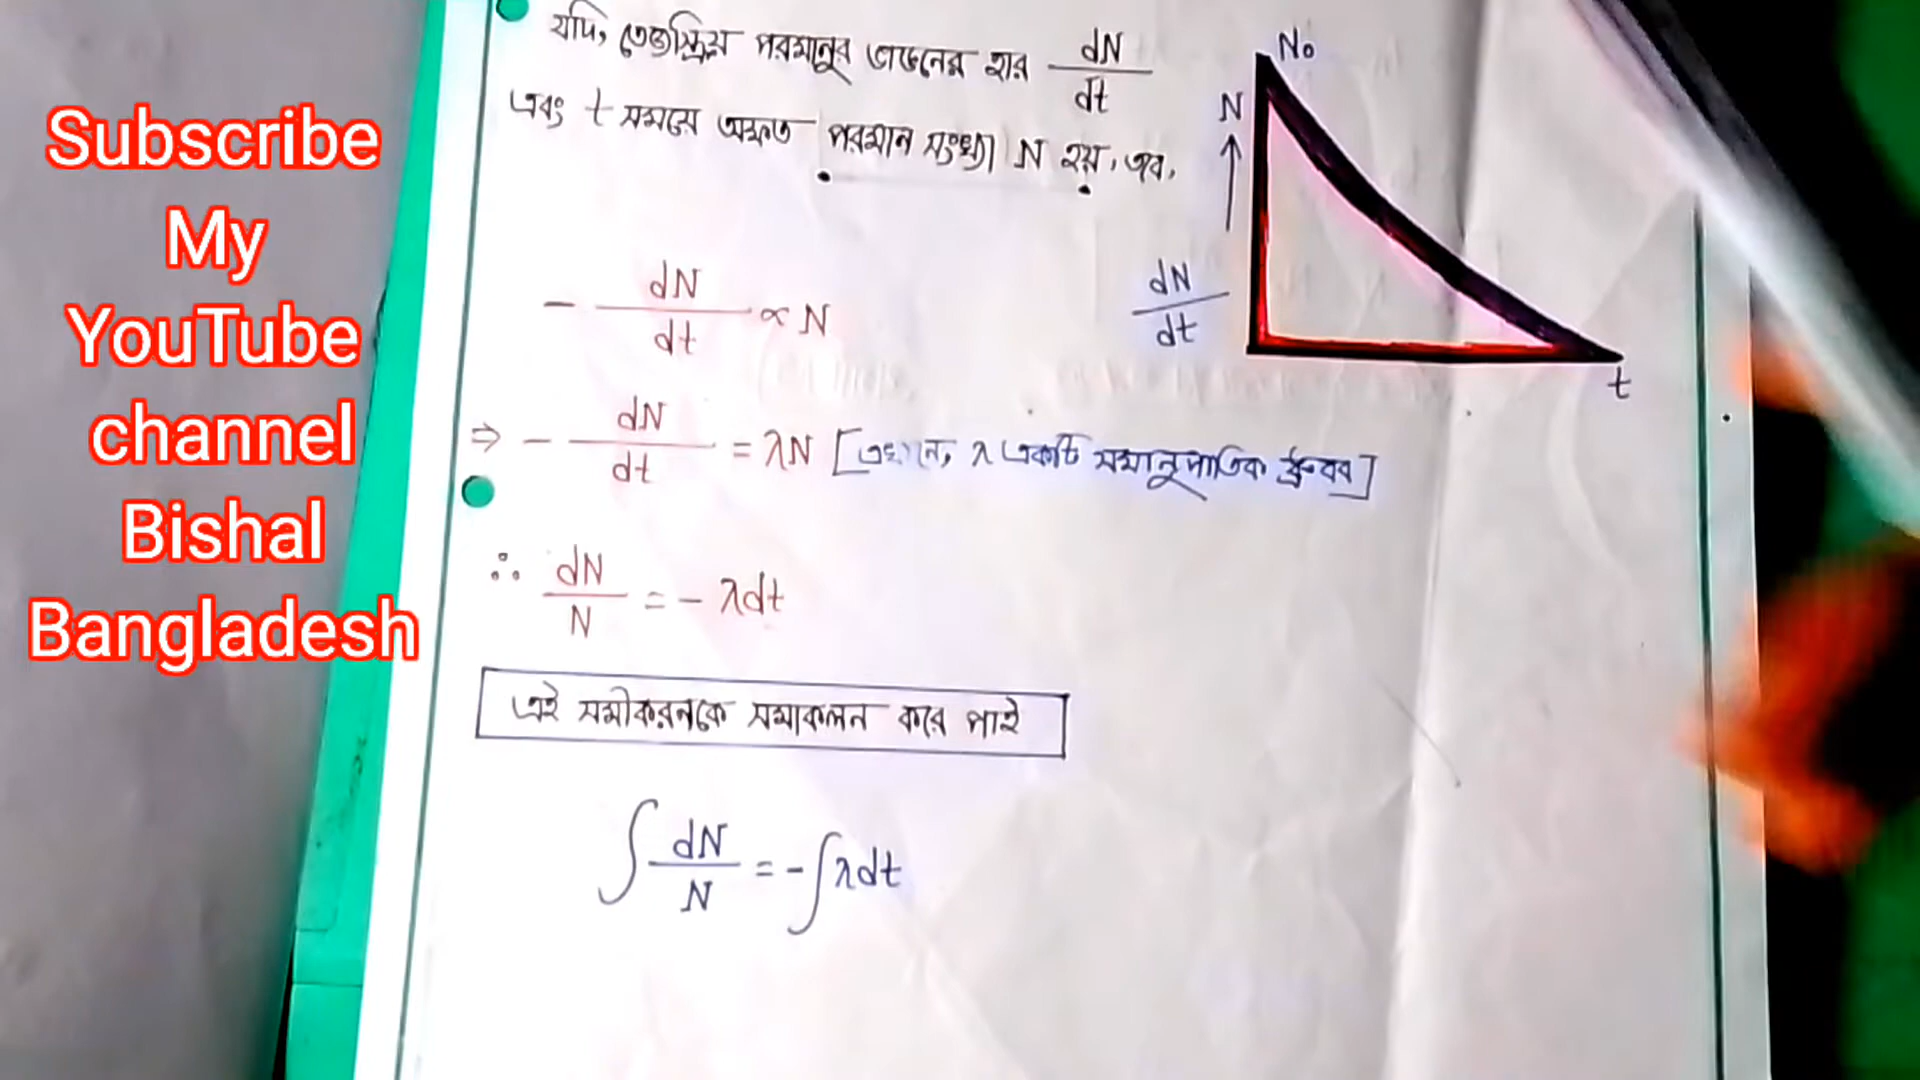 Subscribe
My
YouTube
channel
Bishal
Bangladesh
যদি, তেজস্ক্রিয় পরমানুর ভাঙনের হার dN/dt
এবং t সময়ে অক্ষত পরমান সংখ্যা N হয়, তব,
N₀
N
dN/dt
t
- dN/dt ∝ N
⇒ - dN/dt = λN [এখানে, λ একটি সমানুপাতিক ধ্রুবব]
∴ dN/N = - λdt
এই সমীকরনকে সমাকলন করে পাই
∫ dN/N = -∫λdt